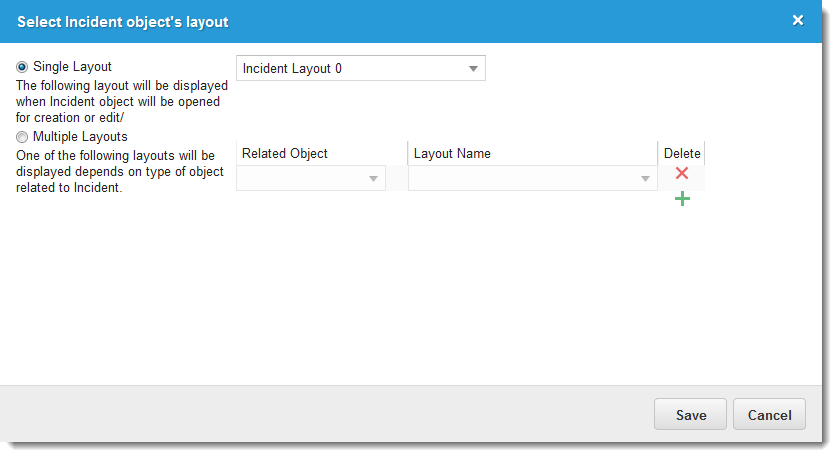 Select Incident object's layout
Single Layout
Incident Layout 0
The following layout will be displayed
when Incident object will be opened
for creation or edit/
Multiple Layouts
One of the following layouts will be
displayed depends on type of object
related to Incident.
Related Object
Layout Name
Delete
Save
Cancel